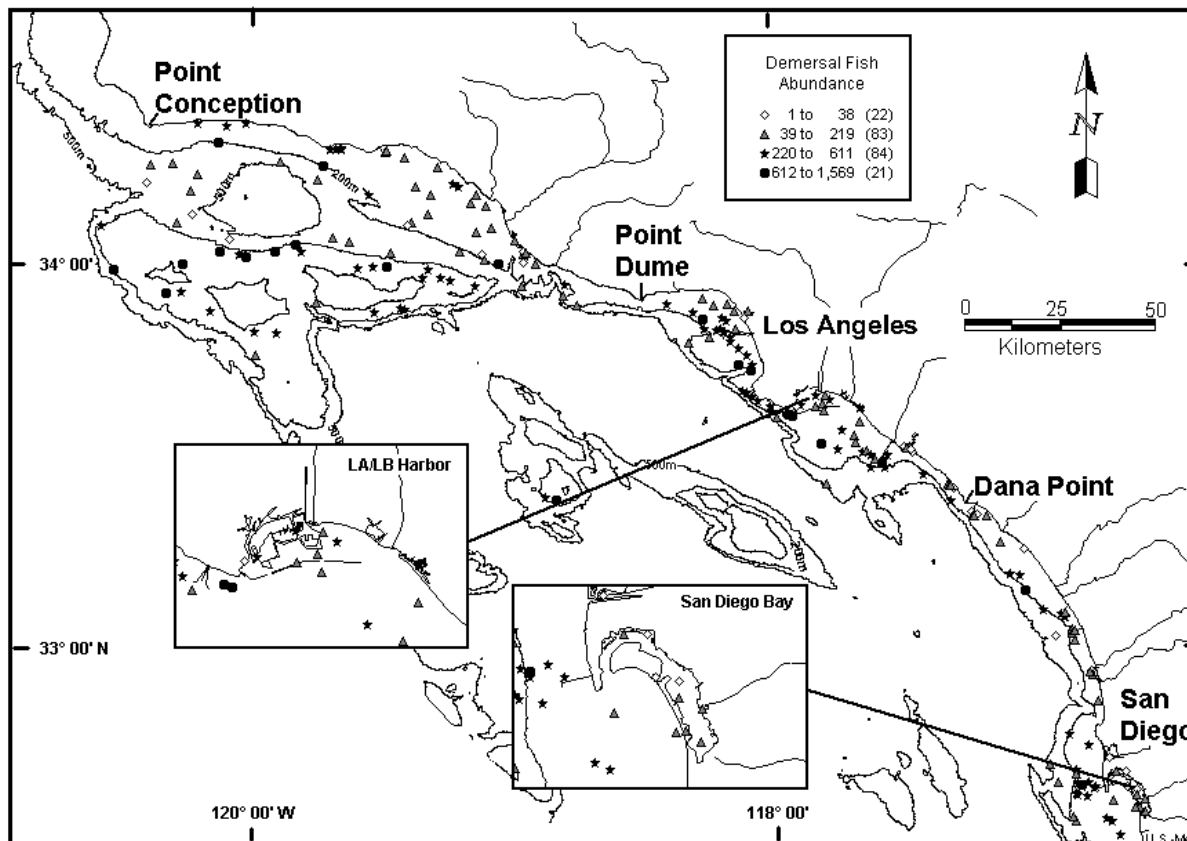 Point
Conception
Demersal Fish
Abundance
1 to 38 (22)
39 to 219 (83)
220 to 611 (84)
612 to 1,569 (21)
N
500m
200m
500m
34° 00'
Point
Dume
Los Angeles
0 25 50
Kilometers
LA/LB Harbor
500m
200m
Dana Point
33° 00' N
San Diego Bay
San
Diego
120° 00' W
118° 00'